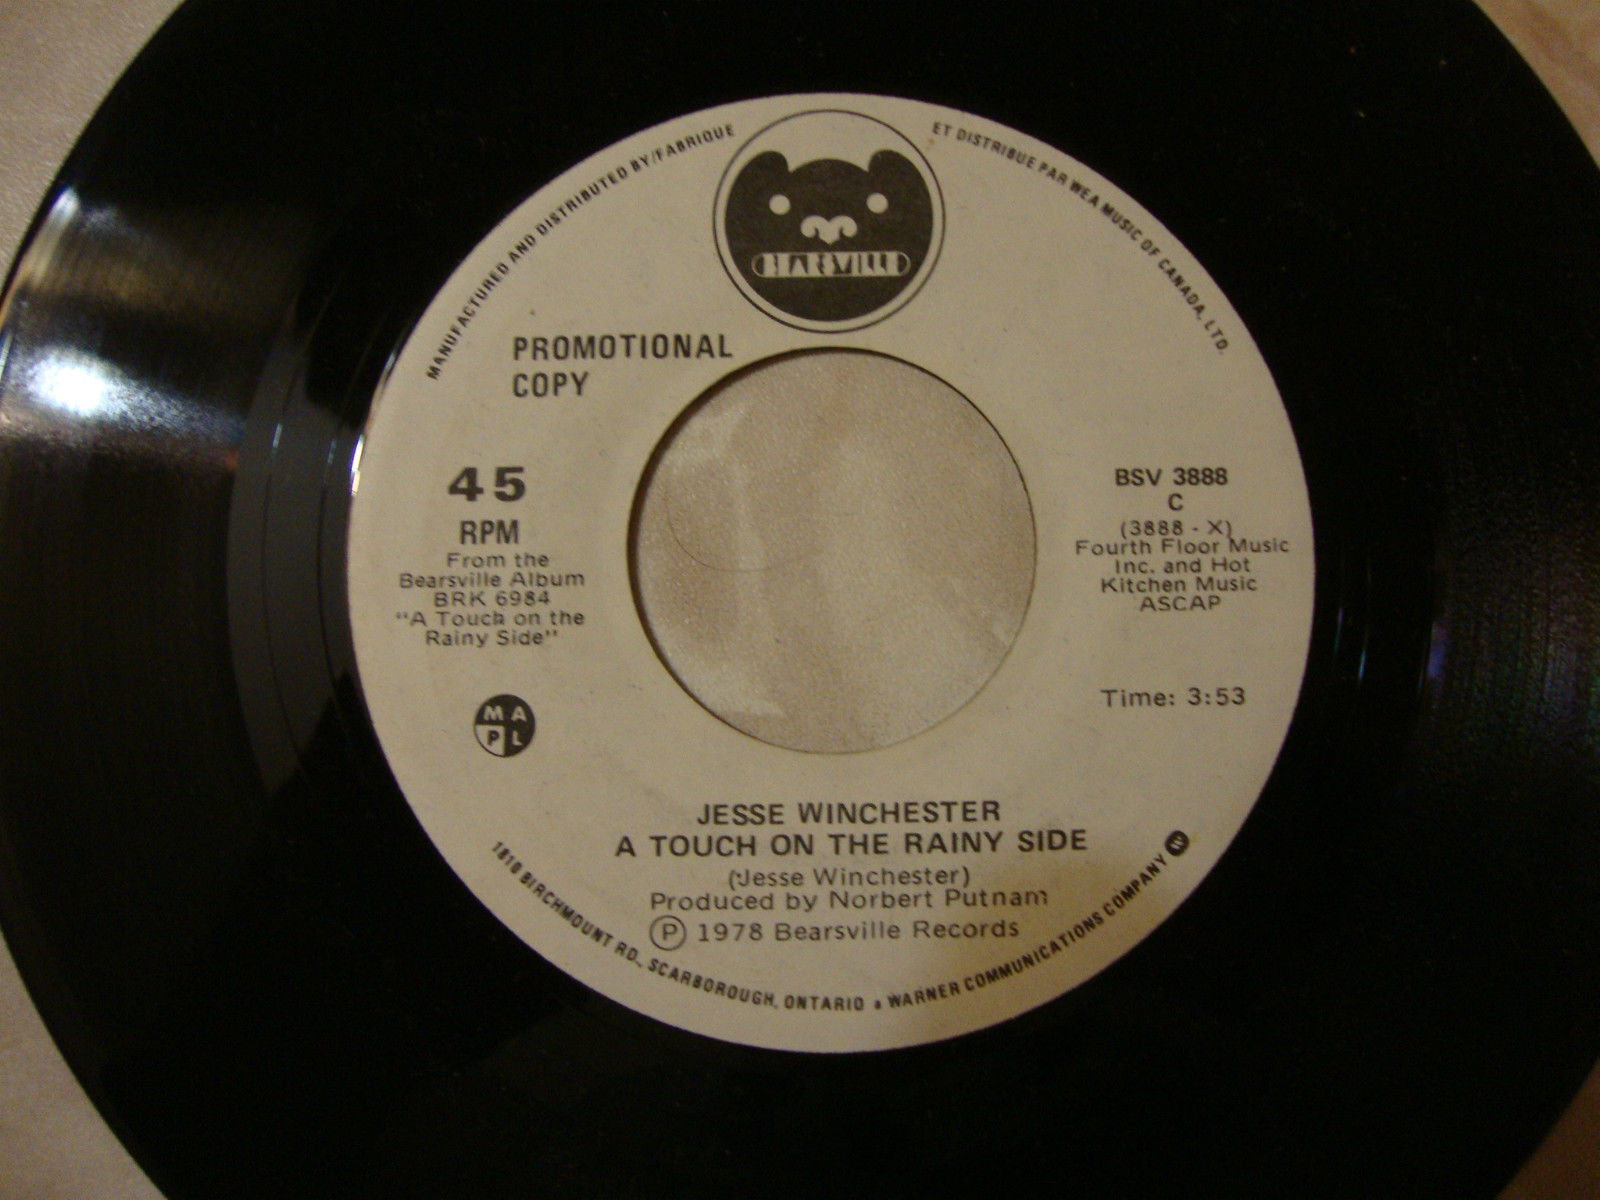 MANUFACTURED AND DISTRIBUTED BY/FABRIQUE
ET DISTRIBUE PAR WEA MUSIC OF CANADA, LTD.
BEARSVILLE
PROMOTIONAL
COPY
45
RPM
From the
Bearsville Album
BRK 6984
"A Touch on the
Rainy Side"
M A
P L
BSV 3888
C
(3888 - X)
Fourth Floor Music
Inc. and Hot
Kitchen Music
ASCAP
Time: 3:53
JESSE WINCHESTER
A TOUCH ON THE RAINY SIDE
(Jesse Winchester)
Produced by Norbert Putnam
Ⓟ 1978 Bearsville Records
1810 BIRCHMOUNT RD., SCARBOROUGH, ONTARIO • WARNER COMMUNICATIONS COMPANY